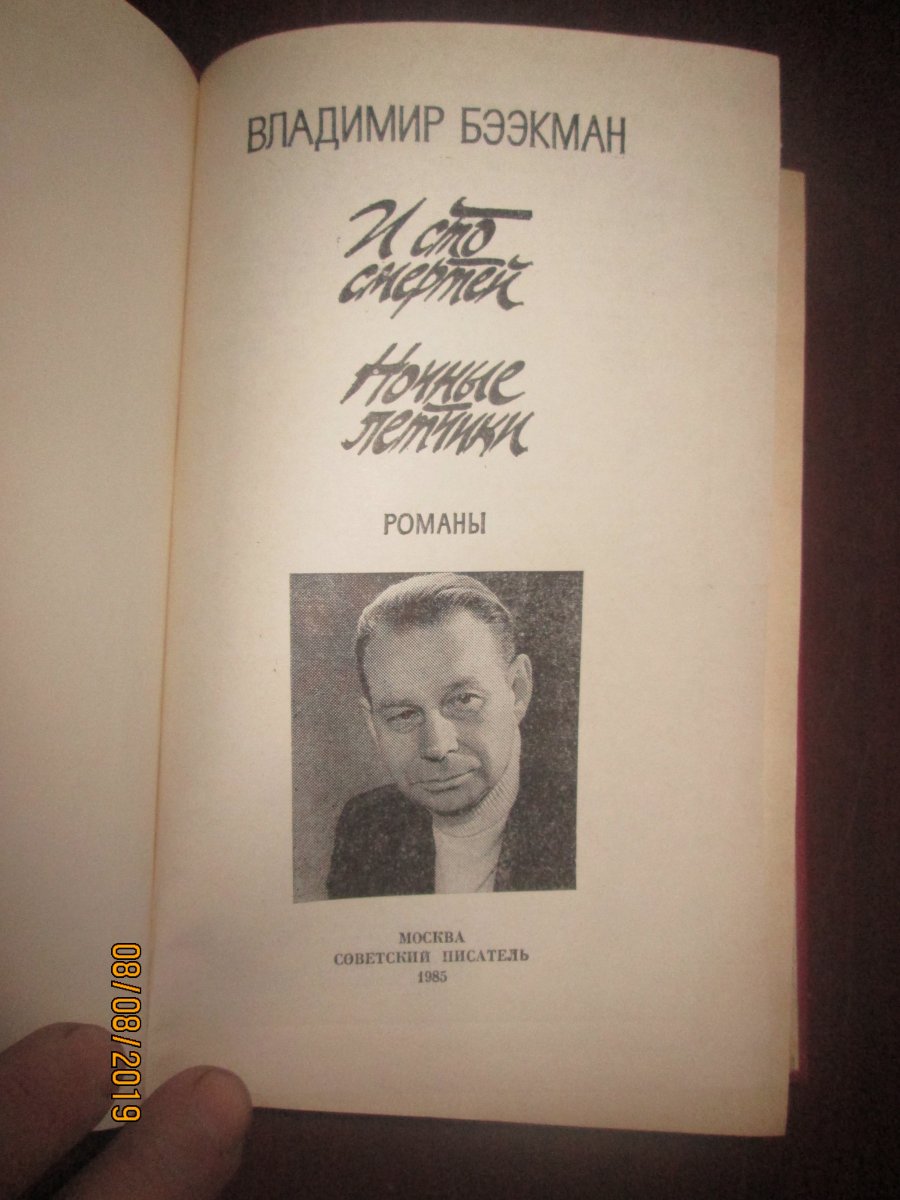 ВЛАДИМИР БЭЭКМАН
И сто
смертей
Ночные
летчики
РОМАНЫ
МОСКВА
СОВЕТСКИЙ ПИСАТЕЛЬ
1985
08/08/2019